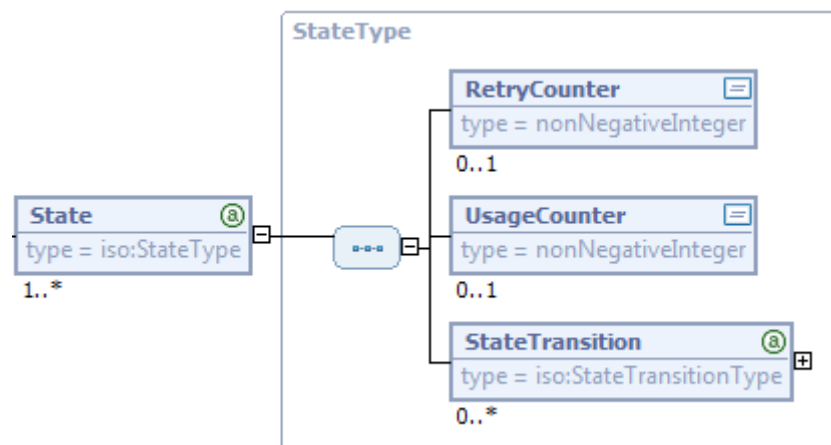 StateType
RetryCounter
type = nonNegativeInteger
0..1
State
type = iso:StateType
1..*
UsageCounter
type = nonNegativeInteger
0..1
StateTransition
type = iso:StateTransitionType
0..*